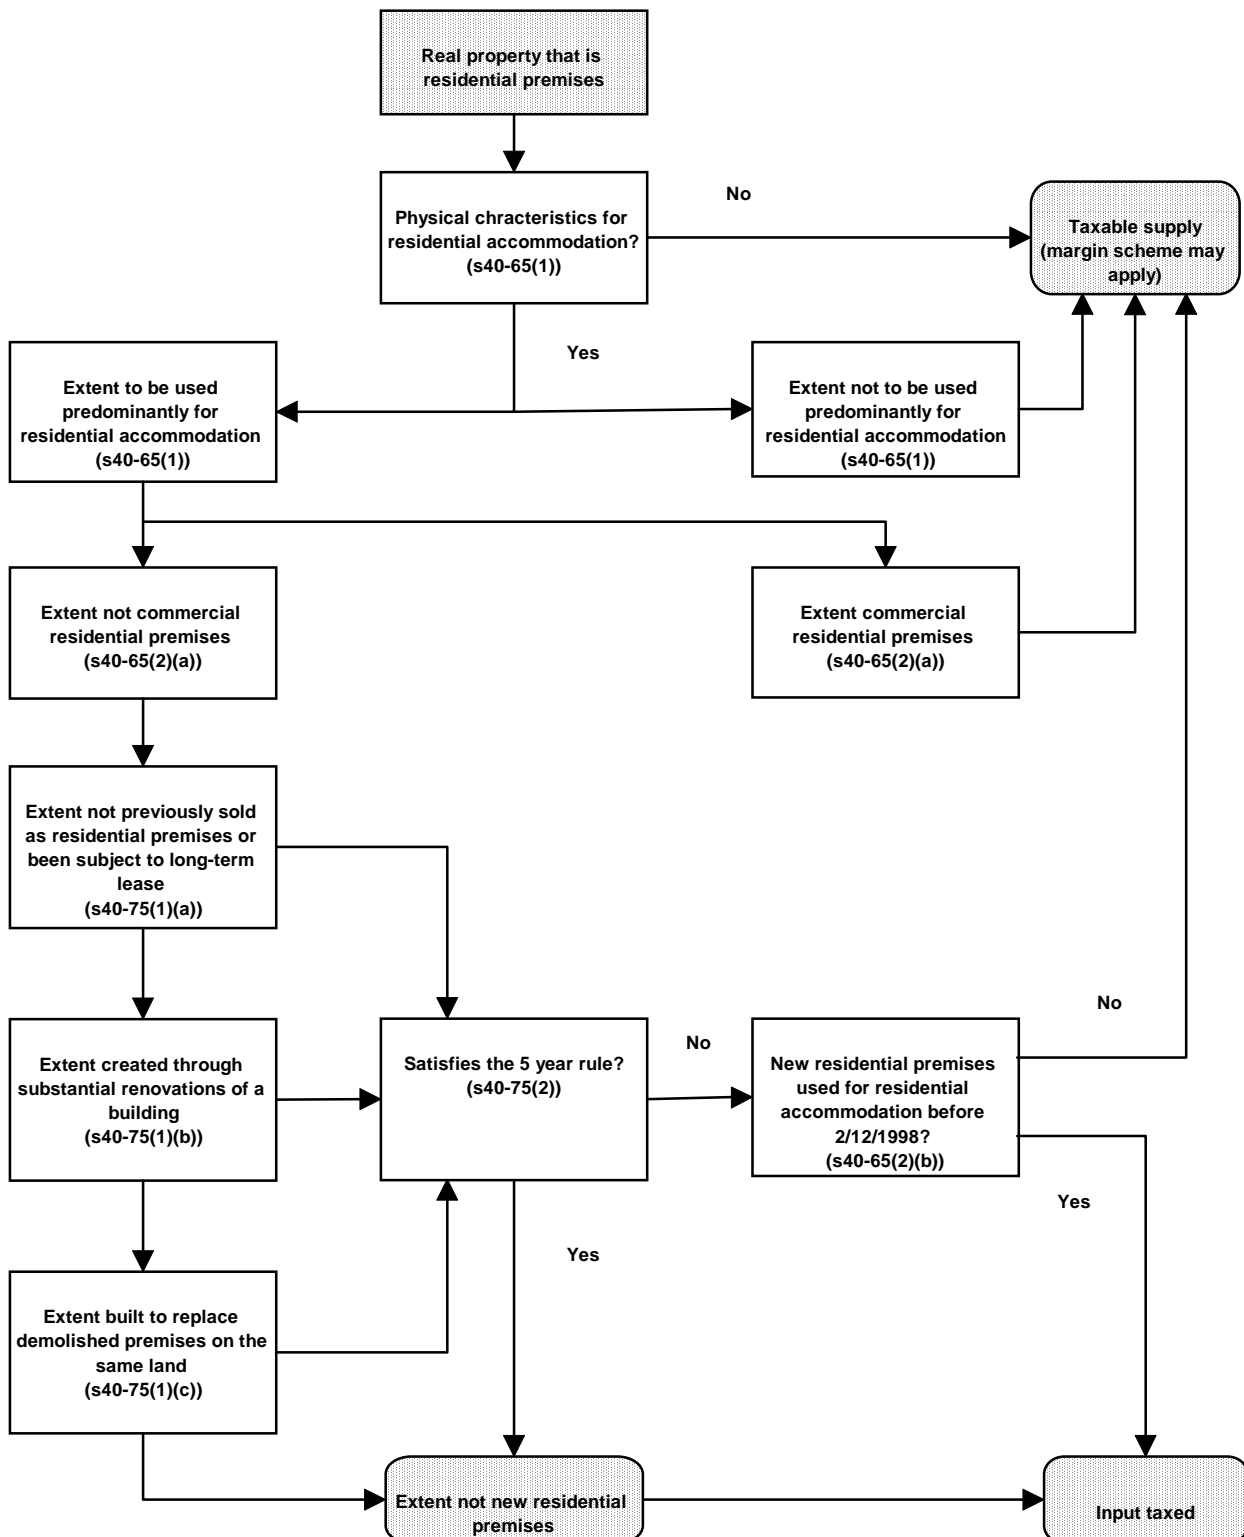 Real property that is
residential premises
No
Physical chracteristics for
residential accommodation?
(s40-65(1))
Taxable supply
(margin scheme may
apply)
Yes
Extent to be used
predominantly for
residential accommodation
(s40-65(1))
Extent not to be used
predominantly for
residential accommodation
(s40-65(1))
Extent not commercial
residential premises
(s40-65(2)(a))
Extent commercial
residential premises
(s40-65(2)(a))
Extent not previously sold
as residential premises or
been subject to long-term
lease
(s40-75(1)(a))
Extent created through
substantial renovations of a
building
(s40-75(1)(b))
Satisfies the 5 year rule?
(s40-75(2))
No
New residential premises
used for residential
accommodation before
2/12/1998?
(s40-65(2)(b))
No
Yes
Yes
Extent built to replace
demolished premises on the
same land
(s40-75(1)(c))
Extent not new residential
premises
Input taxed